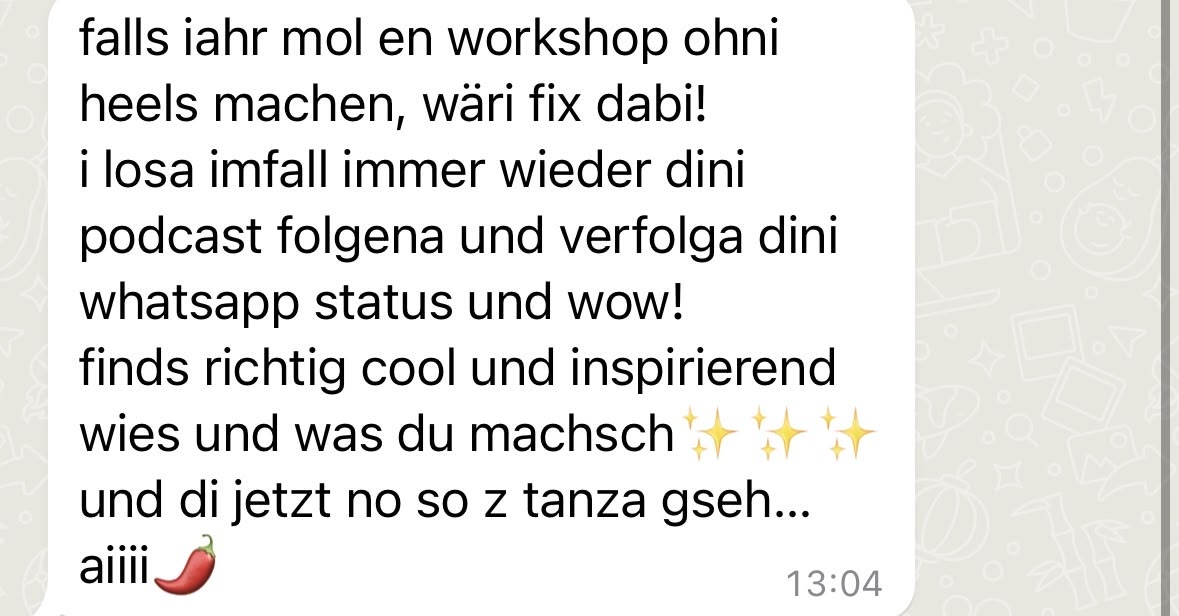 falls iahr mol en workshop ohni
heels machen, wäri fix dabi!
i losa imfall immer wieder dini
podcast folgena und verfolga dini
whatsapp status und wow!
finds richtig cool und inspirierend
wies und was du machsch✨✨✨
und di jetzt no so z tanza gseh...
aiiii🌶️
13:04